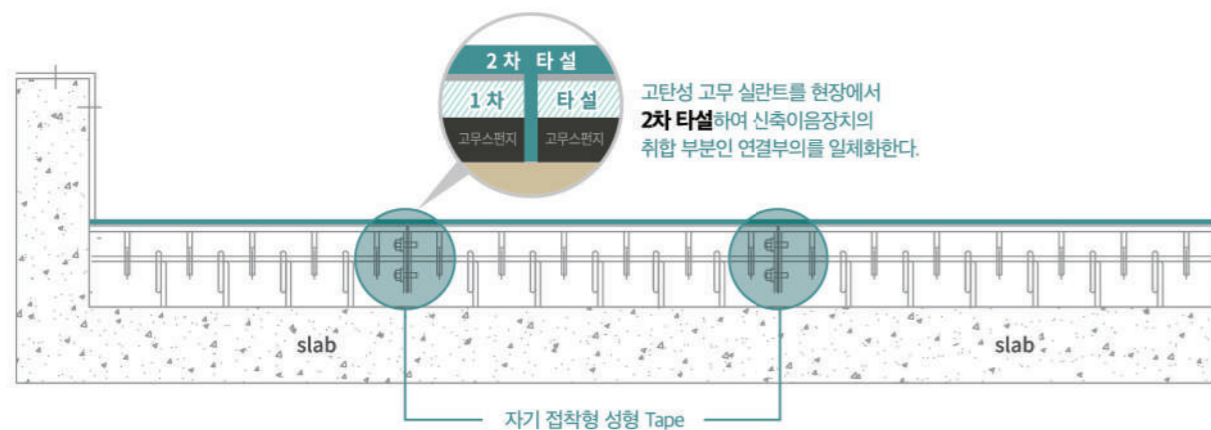 2차 타설
1차 타설
고무스펀지 고무스펀지
고탄성 고무 실란트를 현장에서
2차 타설하여 신축이음장치의
취합 부분인 연결부의를 일체화한다.
slab slab
자기 접착형 성형 Tape